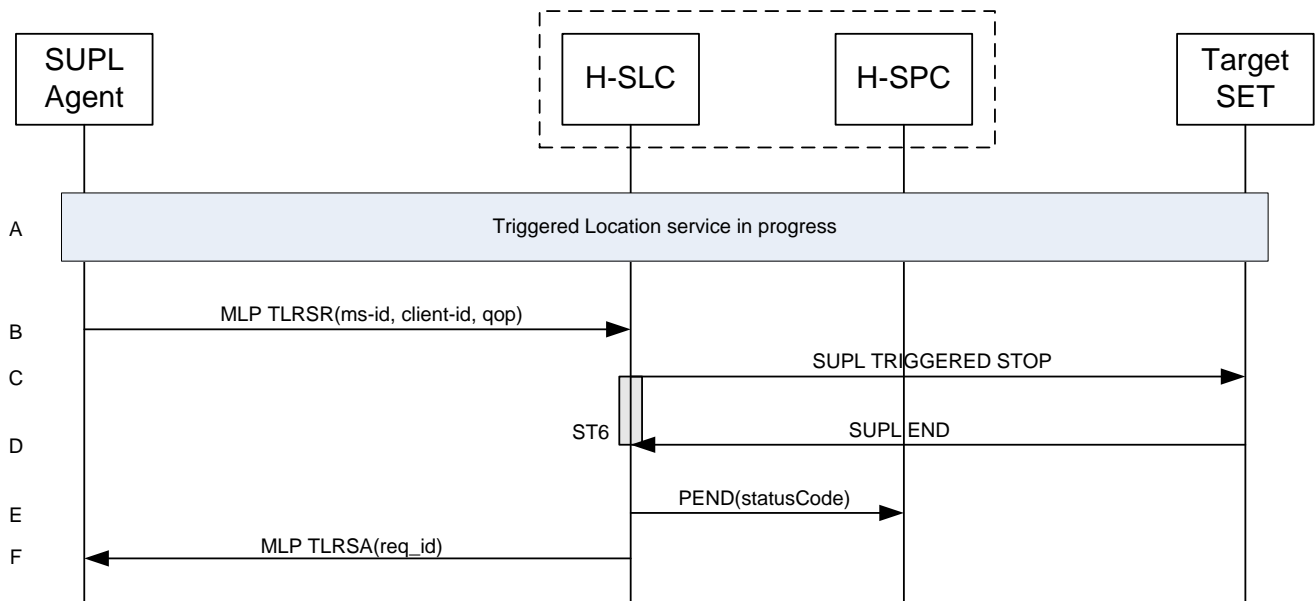 SUPL
Agent
H-SLC
H-SPC
Target
SET
A
Triggered Location service in progress
B
MLP TLRSR(ms-id, client-id, qop)
C
SUPL TRIGGERED STOP
ST6
D
SUPL END
E
PEND(statusCode)
F
MLP TLRSA(req_id)